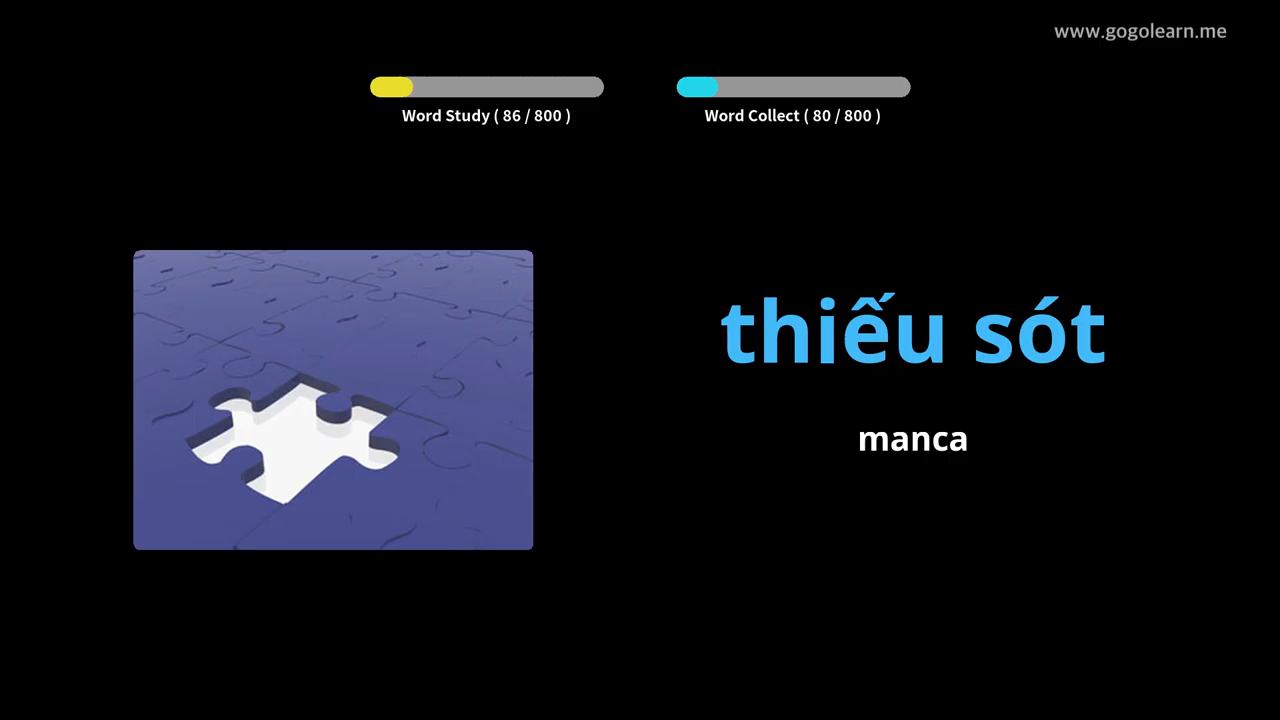 www.gogolearn.me
Word Study ( 86 / 800 )
Word Collect ( 80 / 800 )
thiếu sót
manca